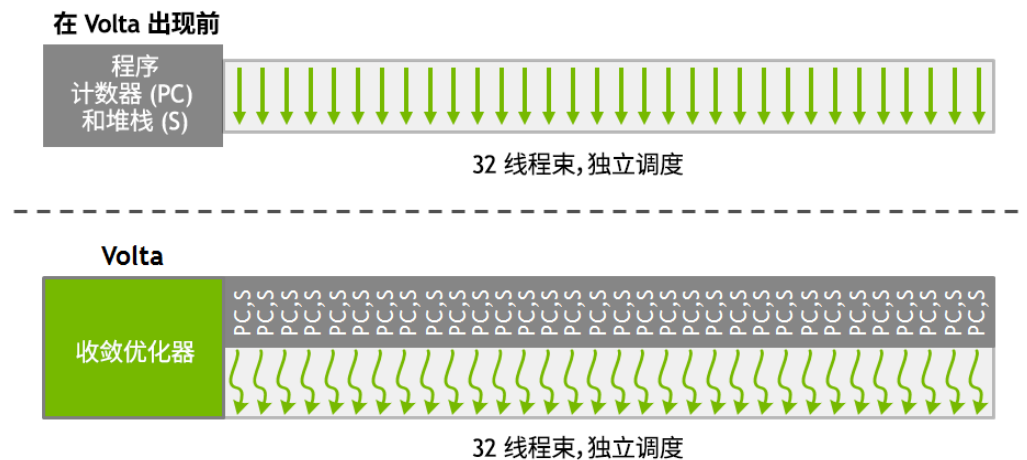 在 Volta 出现前
程序
计数器 (PC)
和堆栈 (S)
32 线程束，独立调度
Volta
收敛优化器
PC,S PC,S PC,S PC,S PC,S PC,S PC,S PC,S PC,S PC,S PC,S PC,S PC,S PC,S PC,S PC,S PC,S PC,S PC,S PC,S PC,S PC,S PC,S PC,S PC,S PC,S PC,S PC,S PC,S PC,S PC,S PC,S
32 线程束，独立调度